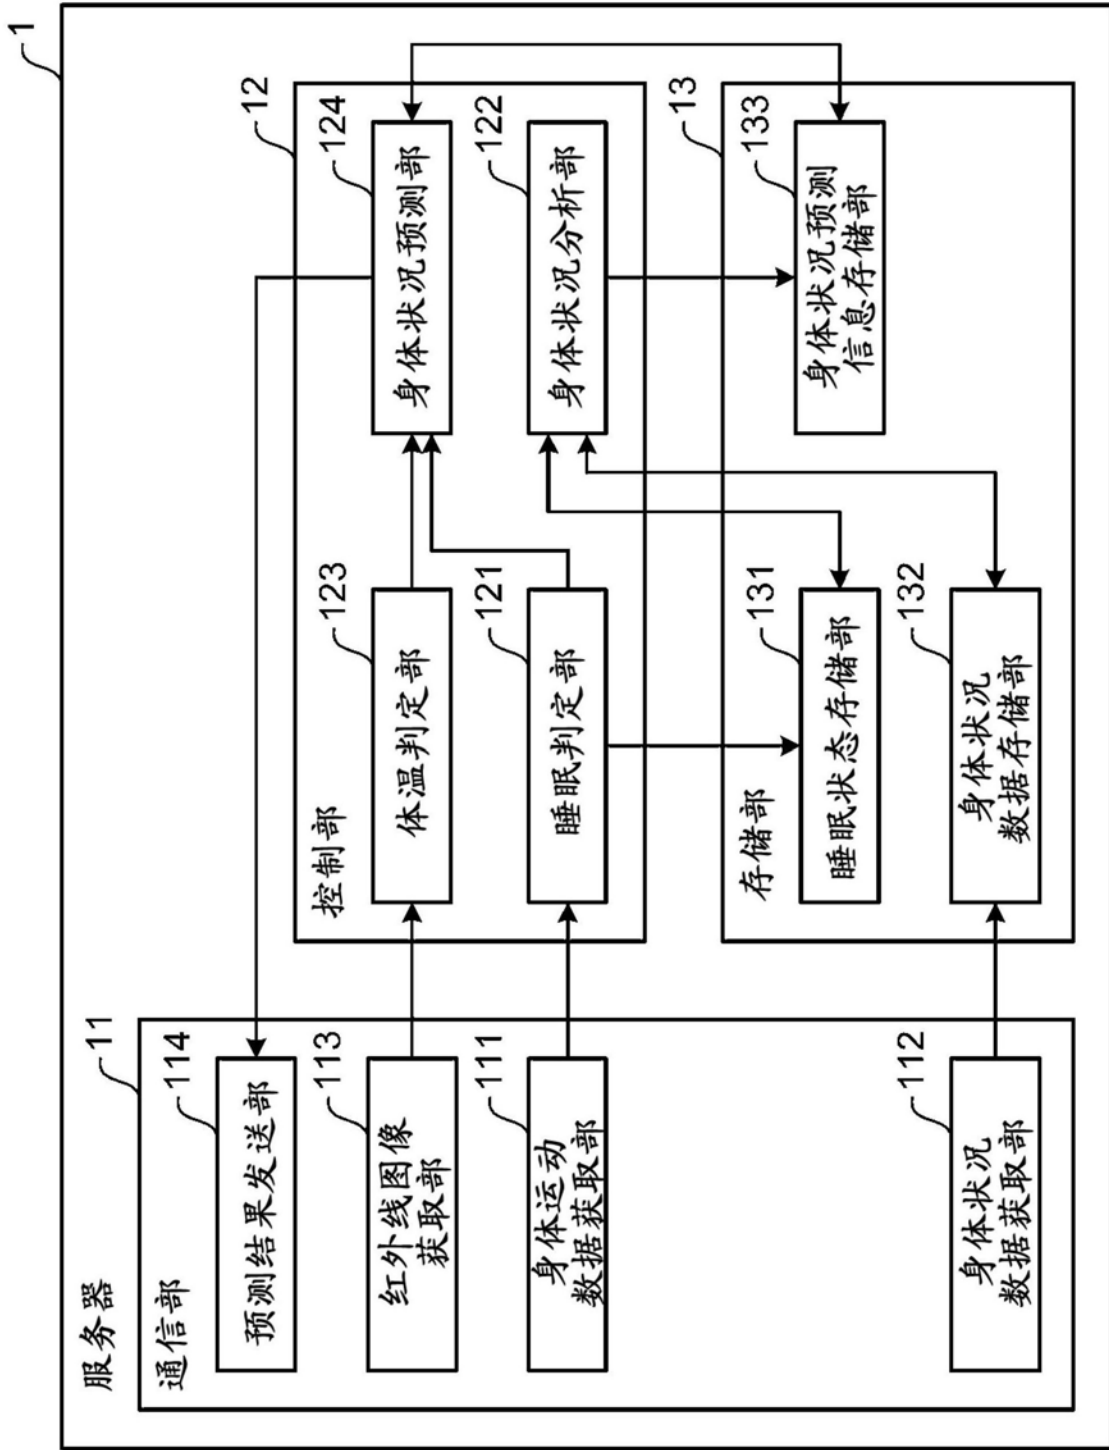 1
服务器
11
通信部
114
预测结果发送部
113
红外线图像
获取部
111
身体运动
数据获取部
112
身体状况
数据获取部
12
控制部
123
体温判定部
124
身体状况预测部
121
睡眠判定部
122
身体状况分析部
13
存储部
131
睡眠状态存储部
133
身体状况预测
信息存储部
132
身体状况
数据存储部